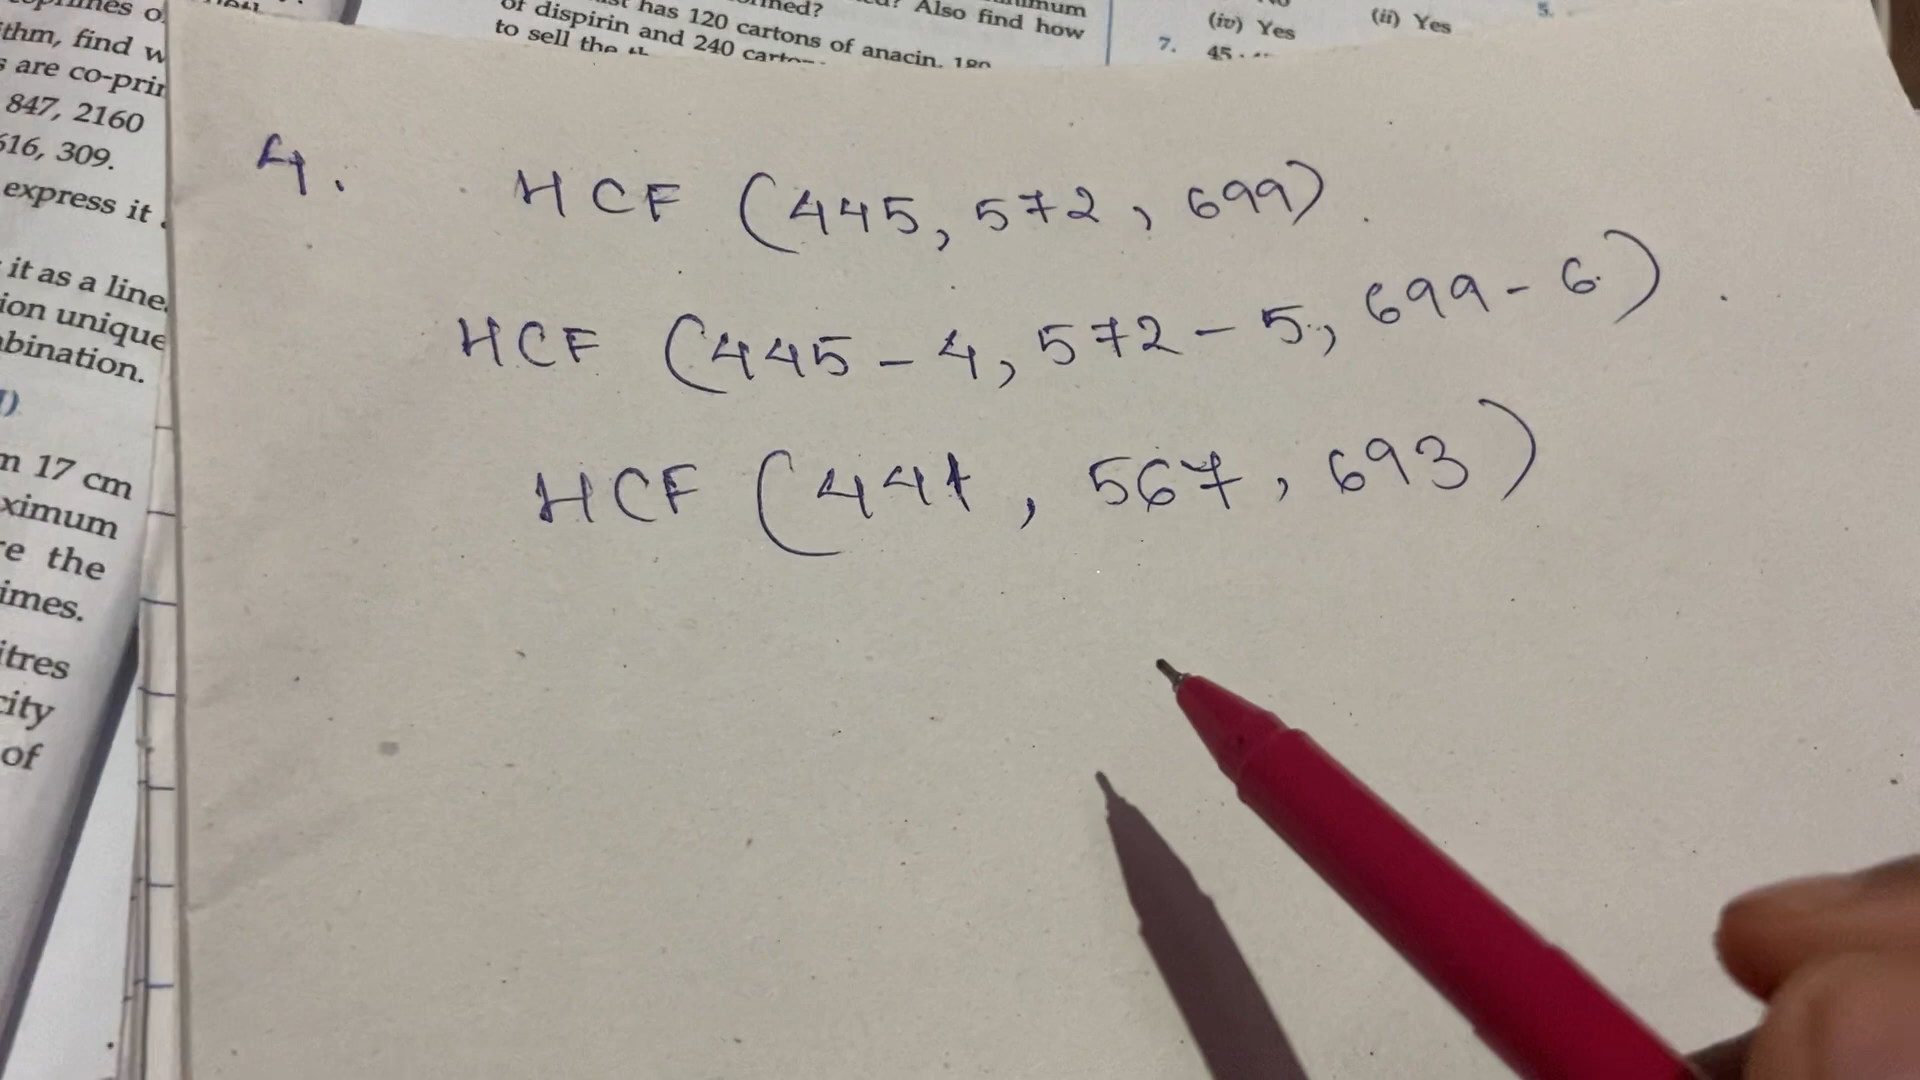 thm, find
s are co-prin
847, 2160
616, 309.
express it
it as a line
ion unique
bination.
m 17 cm
ximum
e the
imes.
itres
city
of
has 120 cartons of anacin, 180
of dispirin and 240
to sell the
Also find how
(iv) Yes
(ii) Yes
7. 45
5.
4. HCF (445, 572, 699)
HCF (445 - 4, 572 - 5, 699 - 6)
HCF (441, 567, 693)